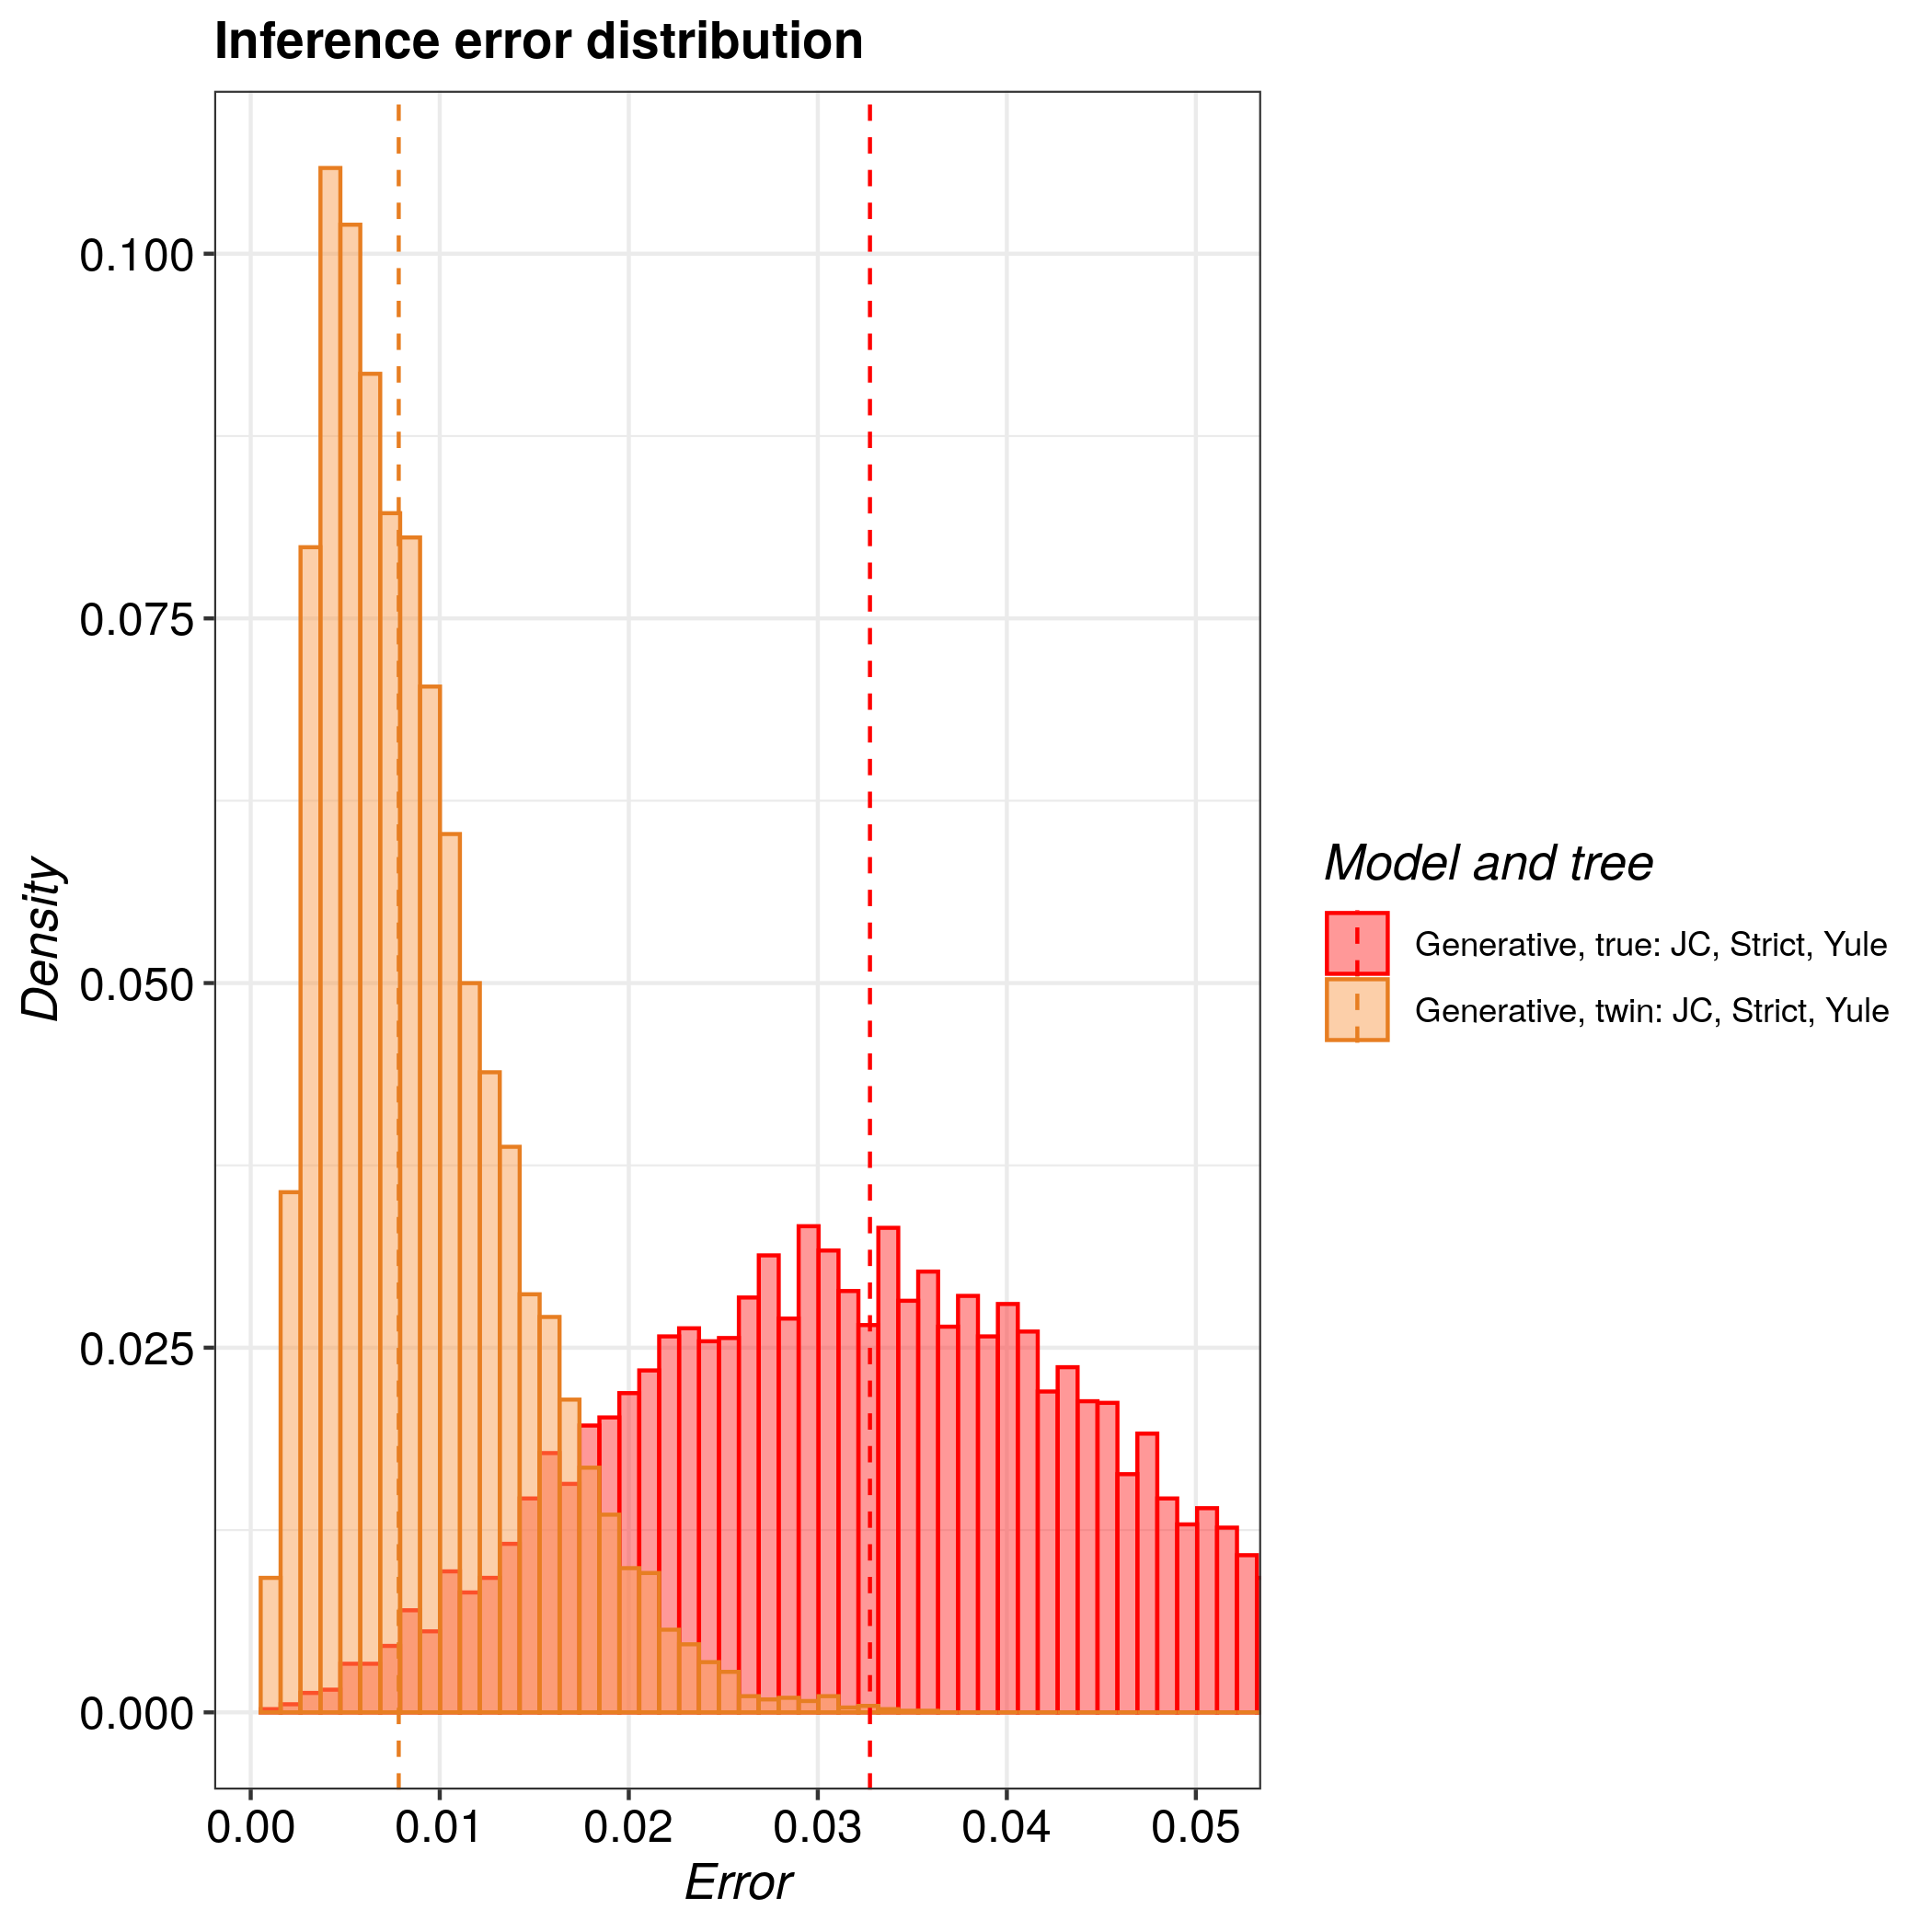 Inference error distribution
0.100
0.075
0.050
0.025
0.000
Density
0.00 0.01 0.02 0.03 0.04 0.05
Error
Model and tree
Generative, true: JC, Strict, Yule
Generative, twin: JC, Strict, Yule